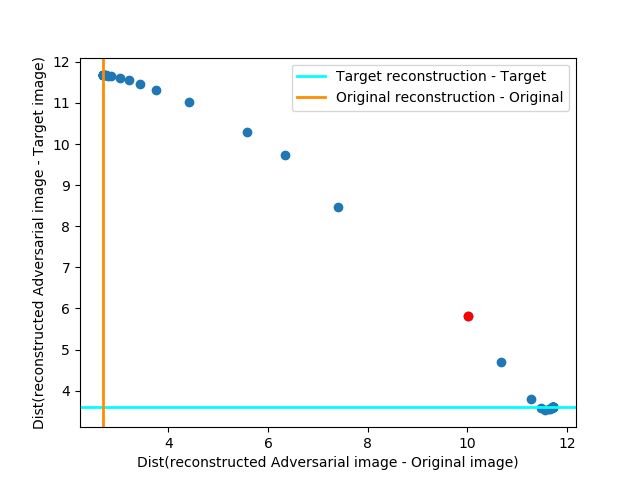 Target reconstruction - Target
Original reconstruction - Original
12
11
10
9
8
7
6
5
4
Dist(reconstructed Adversarial image - Target image)
4 6 8 10 12
Dist(reconstructed Adversarial image - Original image)